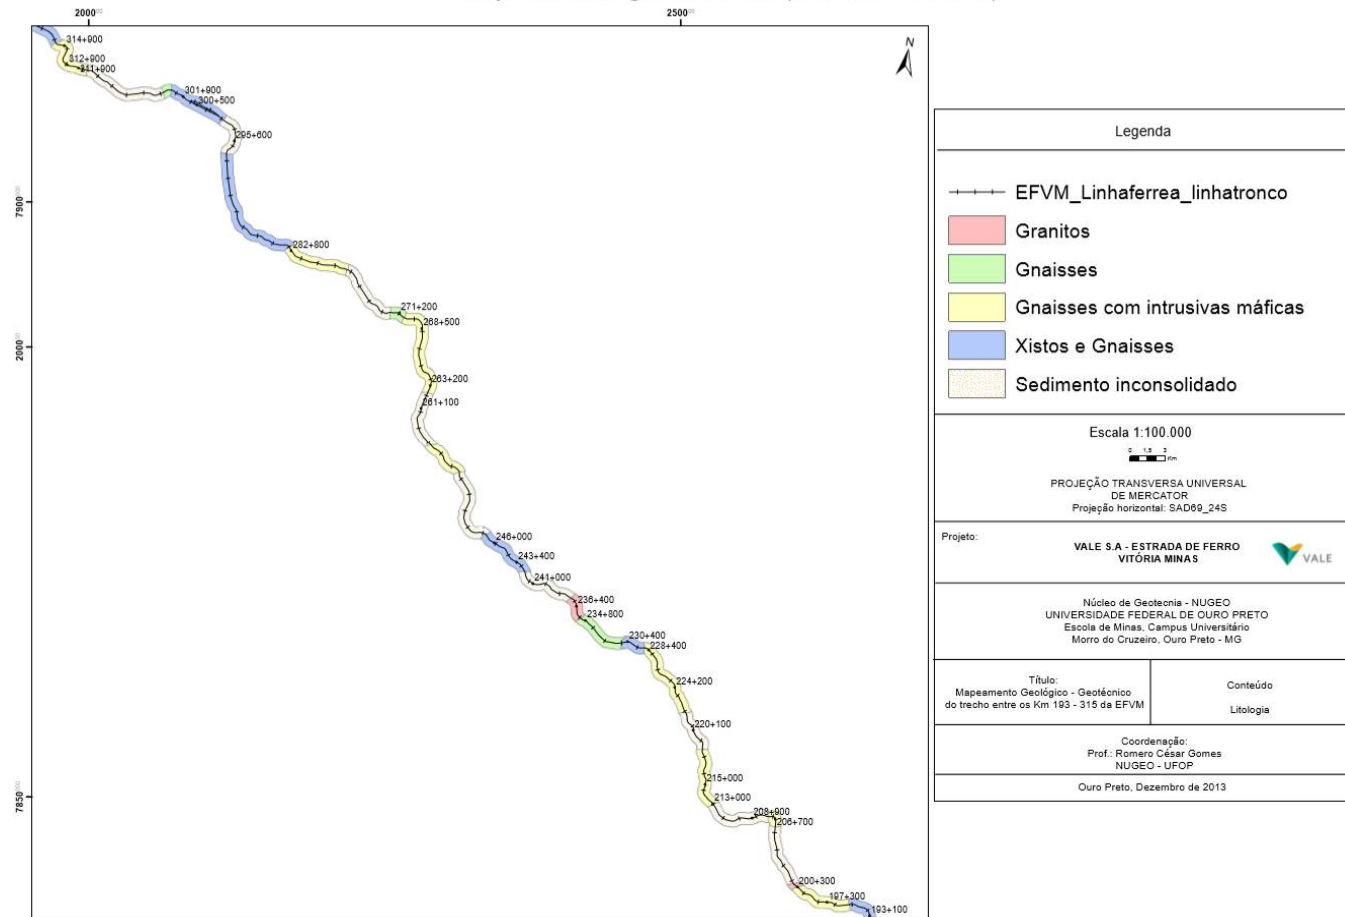 2000
2500
314+900
312+900
311+900
301+900
300+500
295+600
7900
282+800
271+200
268+500
2000
263+200
261+100
246+000
243+400
241+000
236+400
234+800
230+400
228+400
224+200
220+100
215+000
213+000
7850
208+900
206+700
200+300
197+300
193+100
N
Legenda
EFVM_Linhaferrea_linhatronco
Granitos
Gnaisses
Gnaisses com intrusivas máficas
Xistos e Gnaisses
Sedimento inconsolidado
Escala 1:100.000
0 1,5 3
Km
PROJEÇÃO TRANSVERSA UNIVERSAL
DE MERCATOR
Projeção horizontal: SAD69_24S
Projeto:
VALE S.A - ESTRADA DE FERRO
VITÓRIA MINAS
VALE
Núcleo de Geotecnia - NUGEO
UNIVERSIDADE FEDERAL DE OURO PRETO
Escola de Minas, Campus Universitário
Morro do Cruzeiro, Ouro Preto - MG
Título:
Mapeamento Geológico - Geotécnico
do trecho entre os Km 193 - 315 da EFVM
Conteúdo
Litologia
Coordenação:
Prof.: Romero César Gomes
NUGEO - UFOP
Ouro Preto, Dezembro de 2013